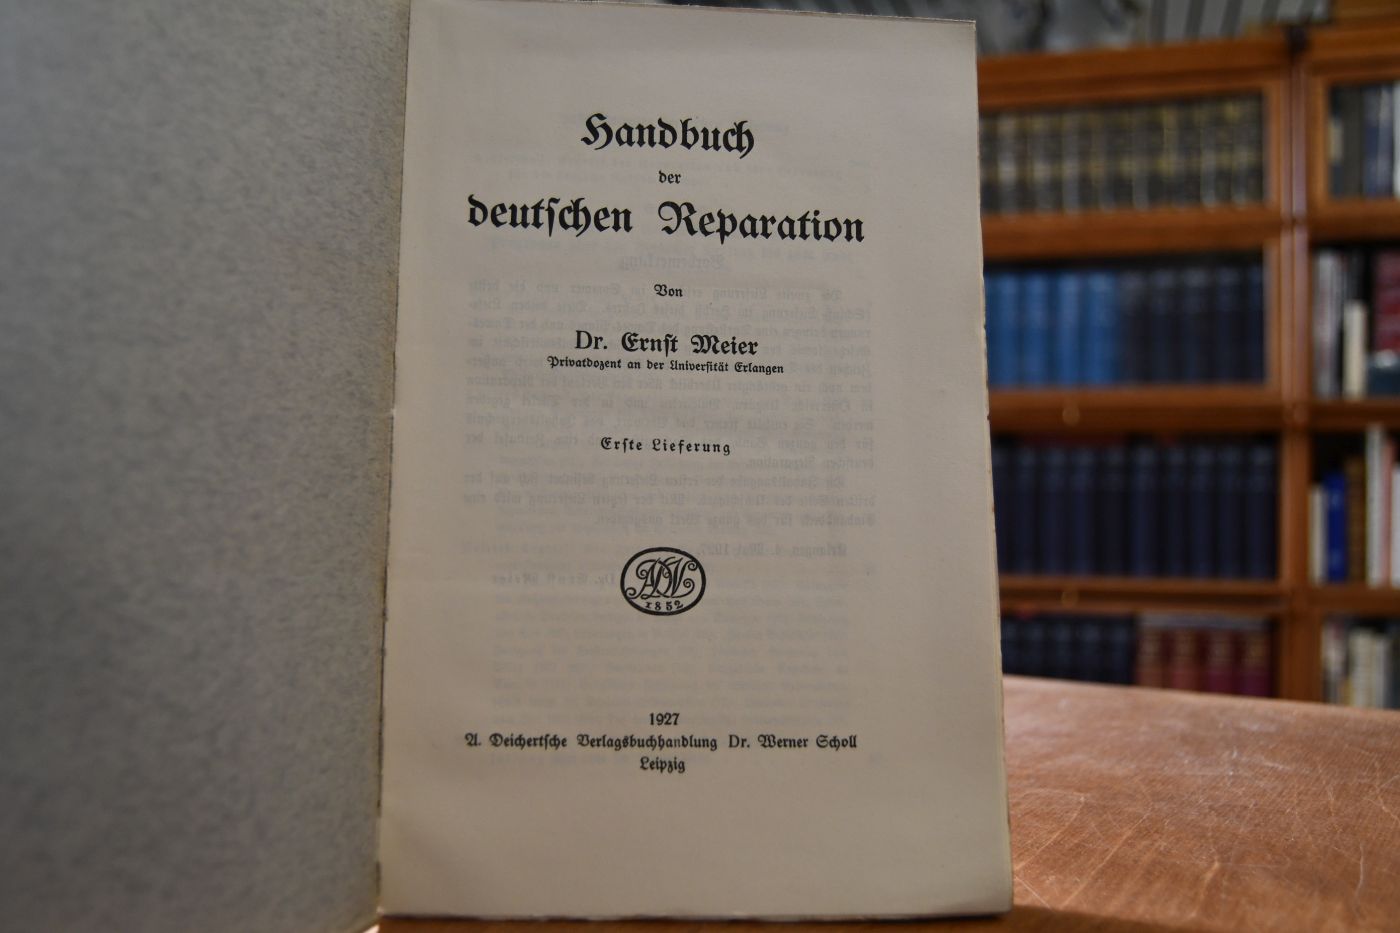 Handbuch
der
deutschen Reparation
Von
Dr. Ernst Meier
Privatdozent an der Universität Erlangen
Erste Lieferung
ADV
1852
1927
A. Deichertsche Verlagsbuchhandlung Dr. Werner Scholl
Leipzig